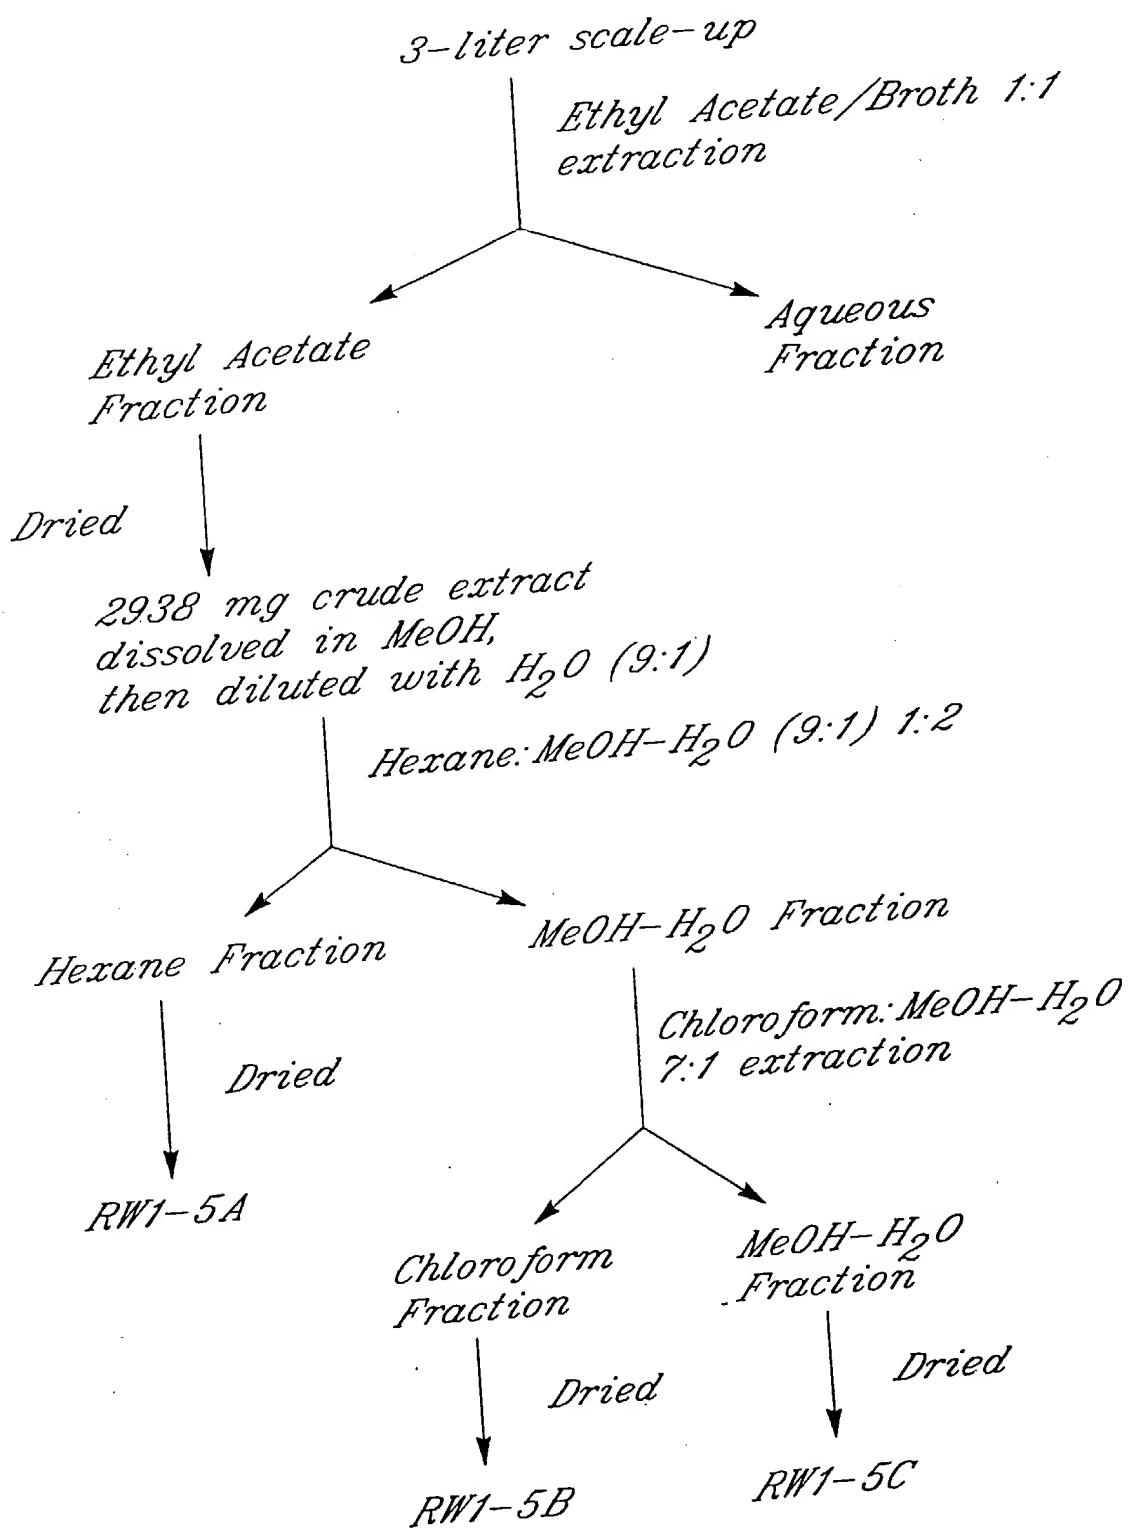 3-liter scale-up
Ethyl Acetate/Broth 1:1
extraction
Ethyl Acetate
Fraction
Aqueous
Fraction
Dried
2938 mg crude extract
dissolved in MeOH,
then diluted with H₂O (9:1)
Hexane:MeOH-H₂O (9:1) 1:2
Hexane Fraction
MeOH-H₂O Fraction
Dried
Chloroform:MeOH-H₂O
7:1 extraction
RW1-5A
Chloroform
Fraction
MeOH-H₂O
Fraction
Dried
Dried
RW1-5B
RW1-5C